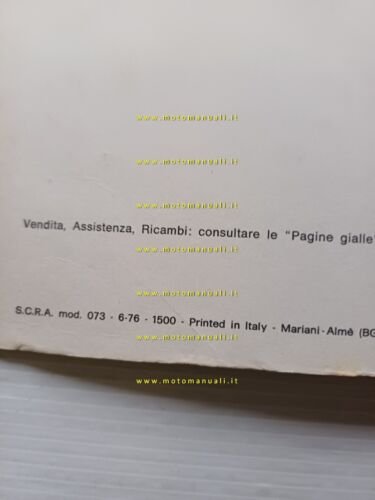 www.motomanuali.it
www.motomanuali.it
www.motomanuali.it
Vendita, Assistenza, Ricambi: consultare le "Pagine gialle"
www.motomanuali.it
www.motomanuali.it
S.C.R.A. mod. 073 - 6-76 - 1500 - Printed in Italy - Mariani-Almè (BG
www.motomanuali.it
www.motomanuali.it